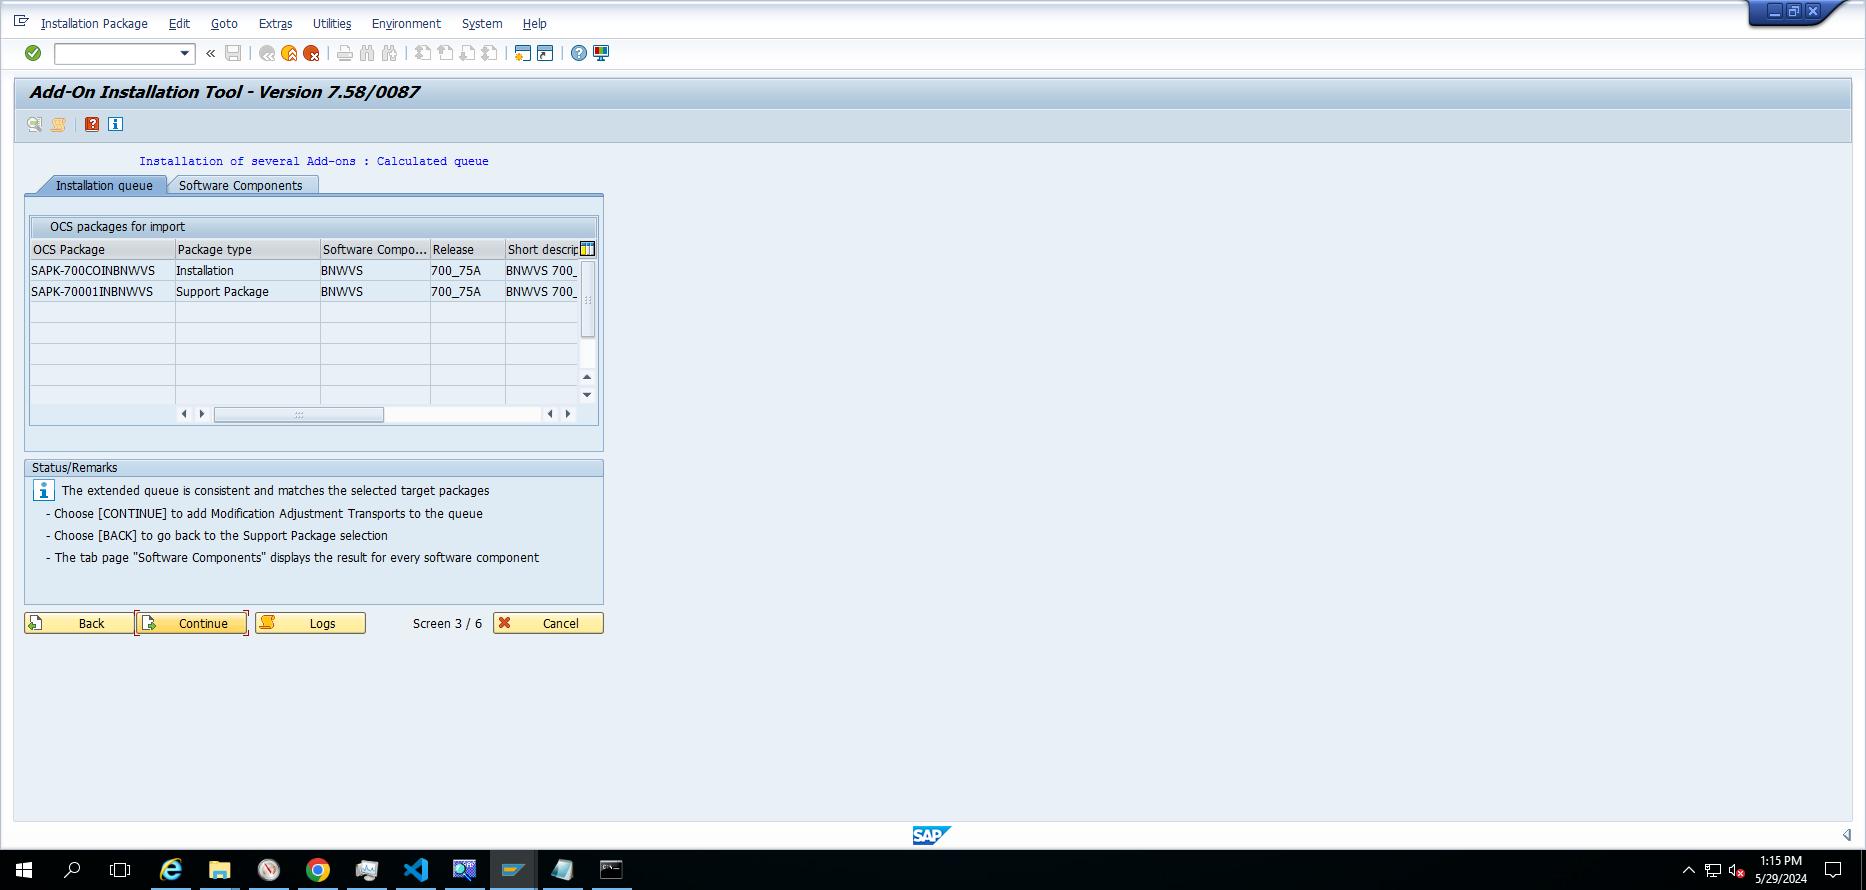 Installation Package Edit Goto Extras Utilities Environment System Help
Add-On Installation Tool - Version 7.58/0087
Installation of several Add-ons : Calculated queue
Installation queue Software Components
OCS packages for import
OCS Package Package type Software Compo... Release Short descrip
SAPK-700COINBNWVS Installation BNWVS 700_75A BNWVS 700_
SAPK-70001INBNWVS Support Package BNWVS 700_75A BNWVS 700_
Status/Remarks
The extended queue is consistent and matches the selected target packages
- Choose [CONTINUE] to add Modification Adjustment Transports to the queue
- Choose [BACK] to go back to the Support Package selection
- The tab page "Software Components" displays the result for every software component
Back Continue Logs Screen 3 / 6 Cancel
SAP
1:15 PM
5/29/2024